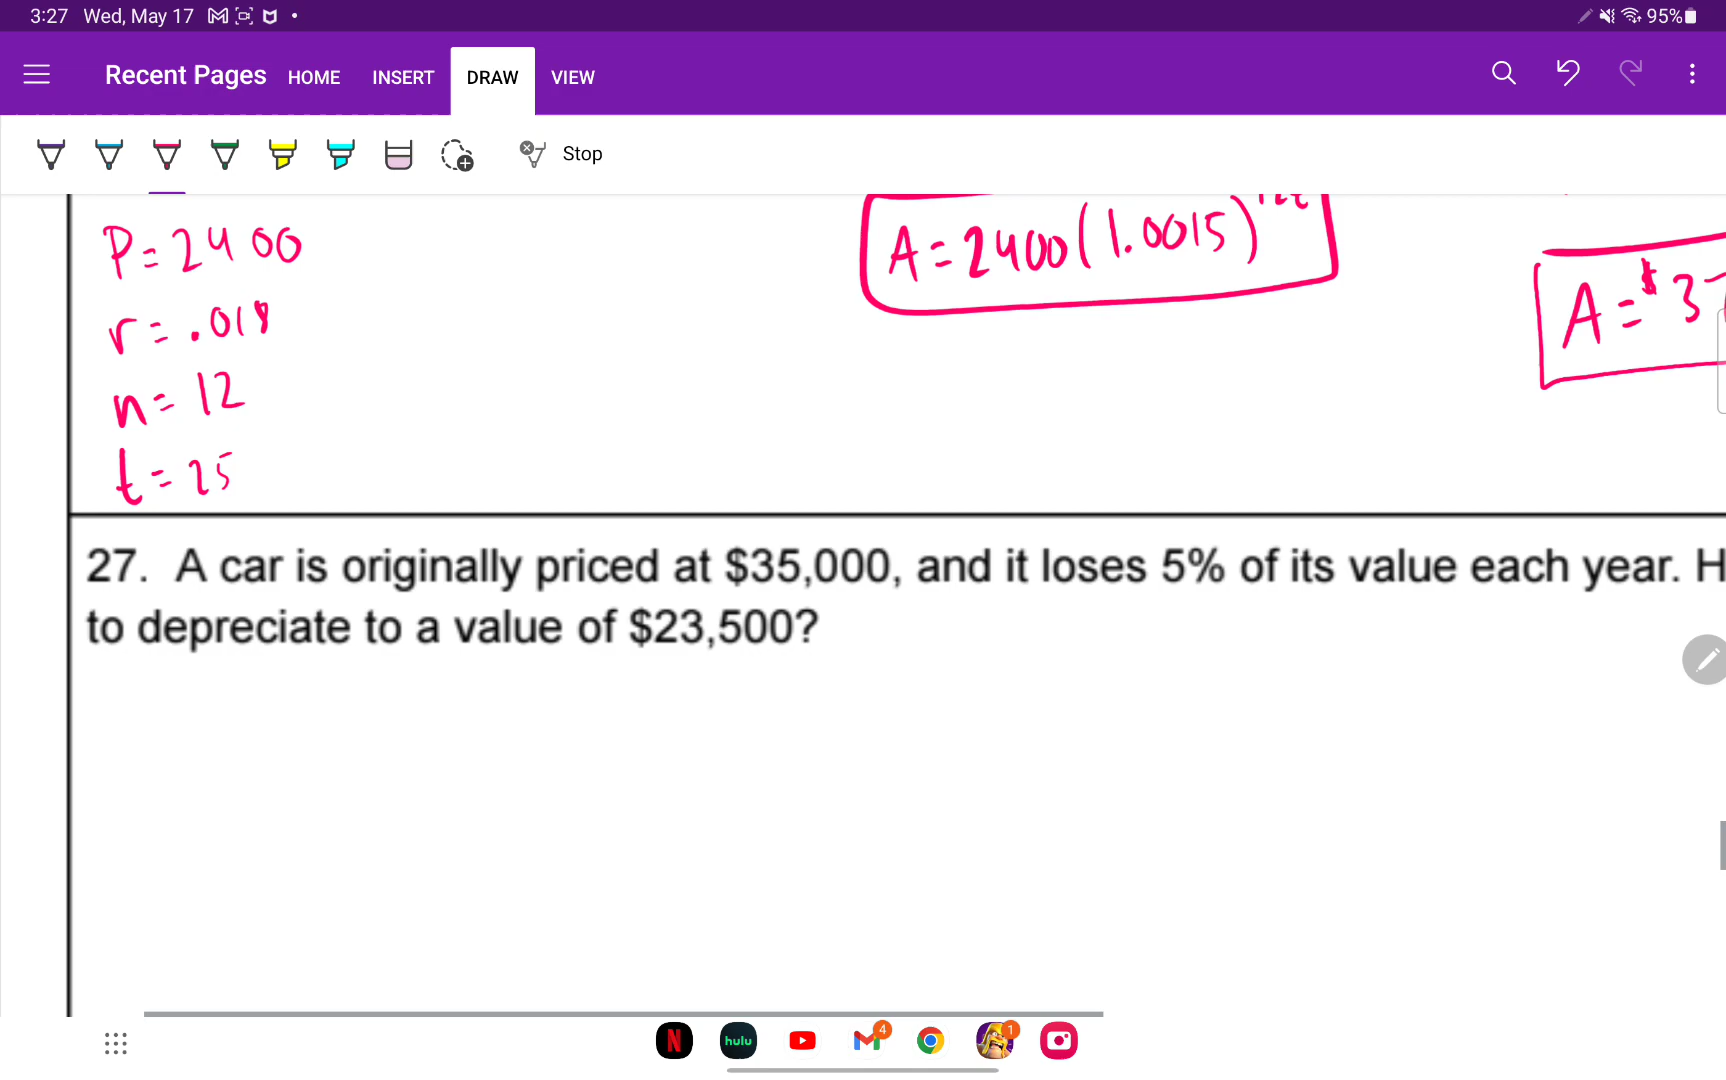 3:27 Wed, May 17 95%
Recent Pages HOME INSERT DRAW VIEW
Stop
P=2400
r=.018
n=12
t=25
A=2400(1.0015)
A=$3
27. A car is originally priced at $35,000, and it loses 5% of its value each year. H
to depreciate to a value of $23,500?
hulu 4 1